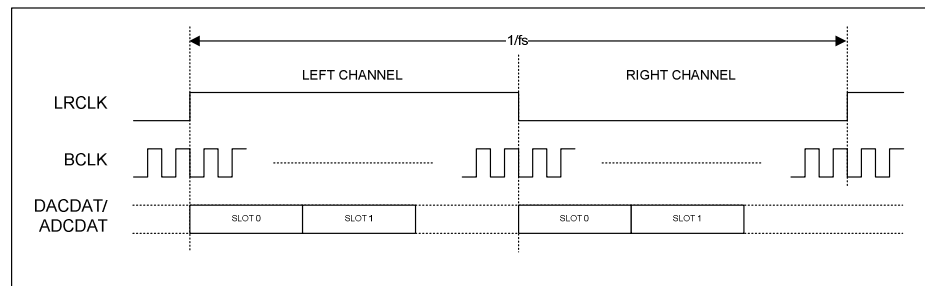 1/fs
LEFT CHANNEL RIGHT CHANNEL
LRCLK
BCLK
DACDAT/
ADCDAT
SLOT 0 SLOT 1 SLOT 0 SLOT 1